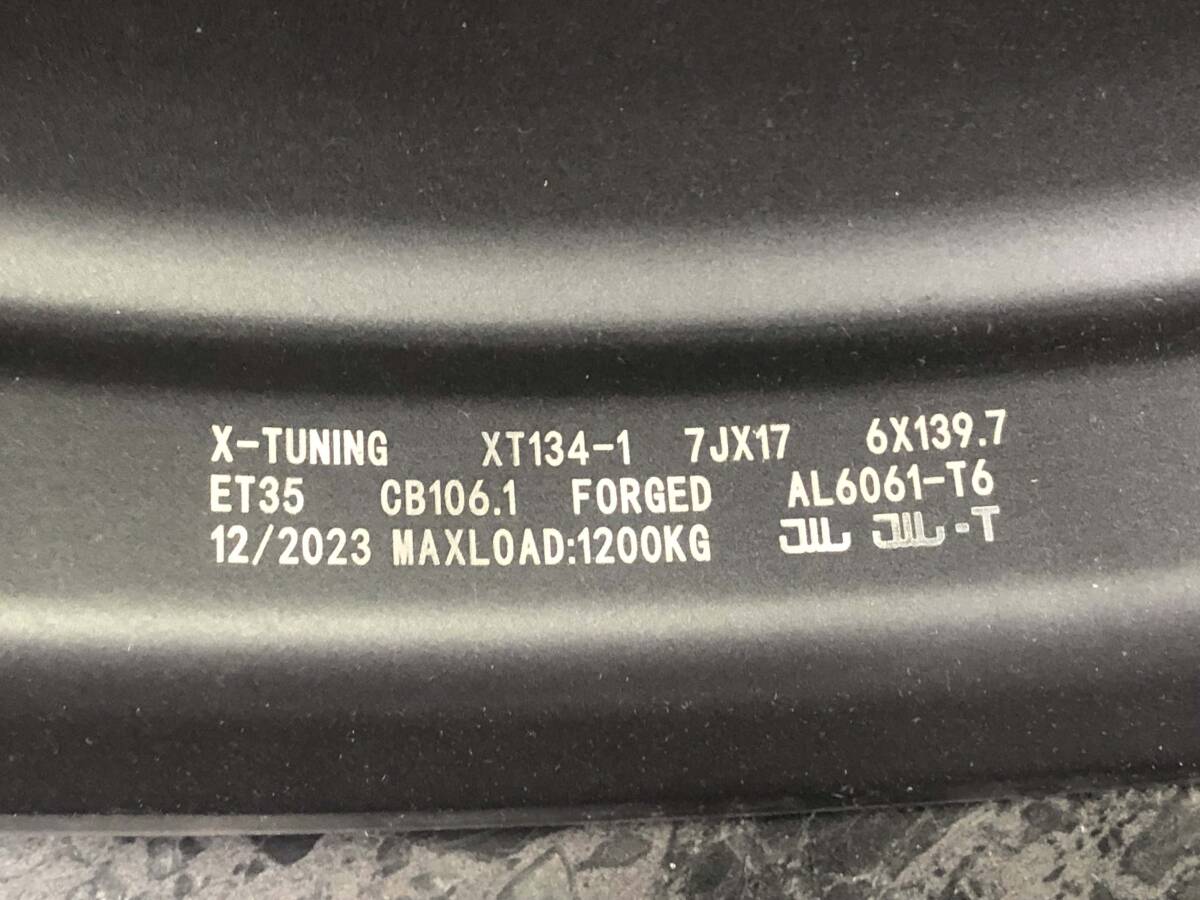 X-TUNING XT134-1 7JX17 6X139.7
ET35 CB106.1 FORGED AL6061-T6
12/2023 MAXLOAD:1200KG JWL JWL-T